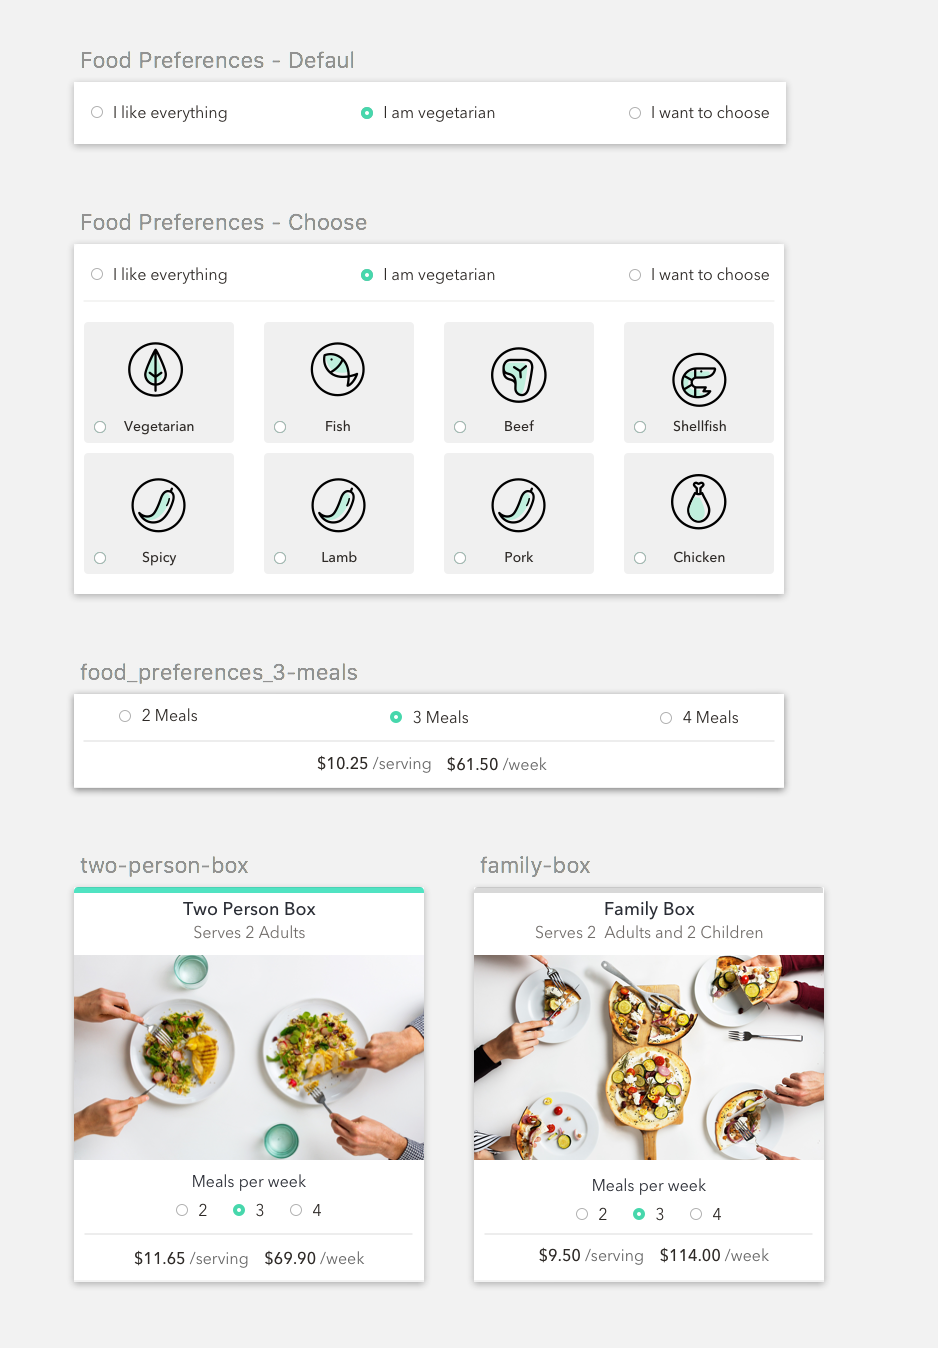 Food Preferences - Defaul
I like everything
I am vegetarian
I want to choose
Food Preferences - Choose
I like everything
I am vegetarian
I want to choose
Vegetarian
Fish
Beef
Shellfish
Spicy
Lamb
Pork
Chicken
food_preferences_3-meals
2 Meals
3 Meals
4 Meals
$10.25 /serving $61.50 /week
two-person-box
Two Person Box
Serves 2 Adults
Meals per week
2 3 4
$11.65 /serving $69.90 /week
family-box
Family Box
Serves 2 Adults and 2 Children
Meals per week
2 3 4
$9.50 /serving $114.00 /week